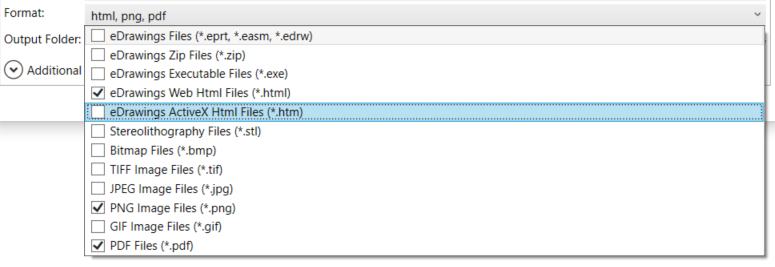 Format:
html, png, pdf
eDrawings Files (*.eprt, *.easm, *.edrw)
Output Folder:
eDrawings Zip Files (*.zip)
Additional
eDrawings Executable Files (*.exe)
eDrawings Web Html Files (*.html)
eDrawings ActiveX Html Files (*.htm)
Stereolithography Files (*.stl)
Bitmap Files (*.bmp)
TIFF Image Files (*.tif)
JPEG Image Files (*.jpg)
PNG Image Files (*.png)
GIF Image Files (*.gif)
PDF Files (*.pdf)